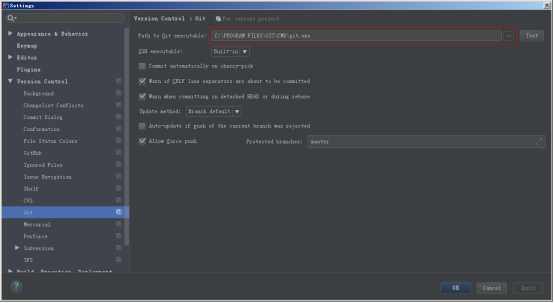 Settings
Version Control › Git
For current project
Appearance & Behavior
Keymap
Editor
Plugins
Version Control
Background
Changelist Conflicts
Commit Dialog
Confirmation
File Status Colors
GitHub
Ignored Files
Issue Navigation
Shelf
CVS
Git
Mercurial
Perforce
Subversion
TFS
Build, Execution, Deployment
Path to Git executable: C:\PROGRAM FILES\GIT\CMD\git.exe ... Test
SSH executable: Built-in
Commit automatically on cherry-pick
Warn if CRLF line separators are about to be committed
Warn when committing in detached HEAD or during rebase
Update method: Branch default
Auto-update if push of the current branch was rejected
Allow force push Protected branches: master
? OK Cancel Apply